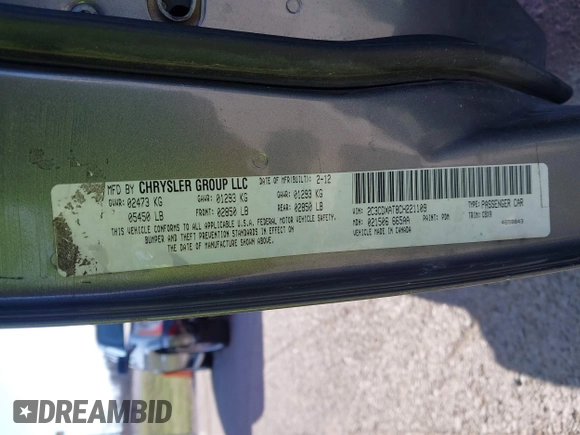 MFD BY CHRYSLER GROUP LLC DATE OF MFR(BUILT): 2-12
GVWR: 02473 KG GAWR: 01293 KG GAWR: 01293 KG
05450 LB FRONT: 02850 LB REAR: 02850 LB
THIS VEHICLE CONFORMS TO ALL APPLICABLE U.S.A. FEDERAL MOTOR VEHICLE SAFETY,
BUMPER AND THEFT PREVENTION STANDARDS IN EFFECT ON
THE DATE OF MANUFACTURE SHOWN ABOVE.
VIN: 2C3CDXAT8CH221109 TYPE: PASSENGER CAR
MDH: 021506 665AA PAINT: PDM TRIM:
VEHICLE MADE IN CANADA
DREAMBID